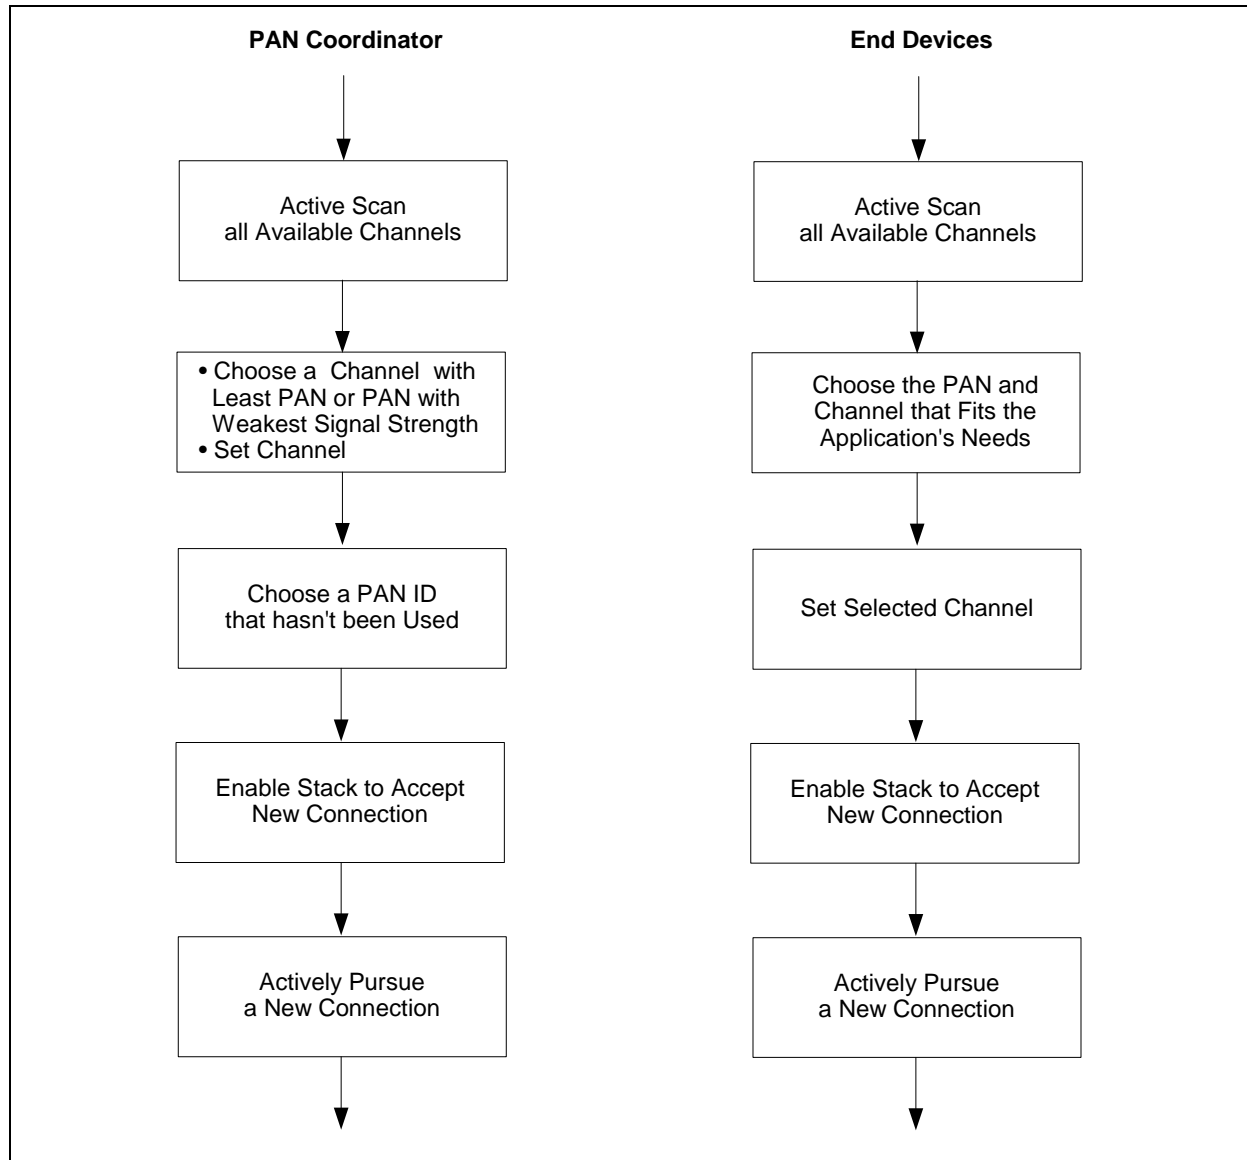 PAN Coordinator
Active Scan
all Available Channels
• Choose a Channel with
Least PAN or PAN with
Weakest Signal Strength
• Set Channel
Choose a PAN ID
that hasn't been Used
Enable Stack to Accept
New Connection
Actively Pursue
a New Connection
End Devices
Active Scan
all Available Channels
Choose the PAN and
Channel that Fits the
Application's Needs
Set Selected Channel
Enable Stack to Accept
New Connection
Actively Pursue
a New Connection